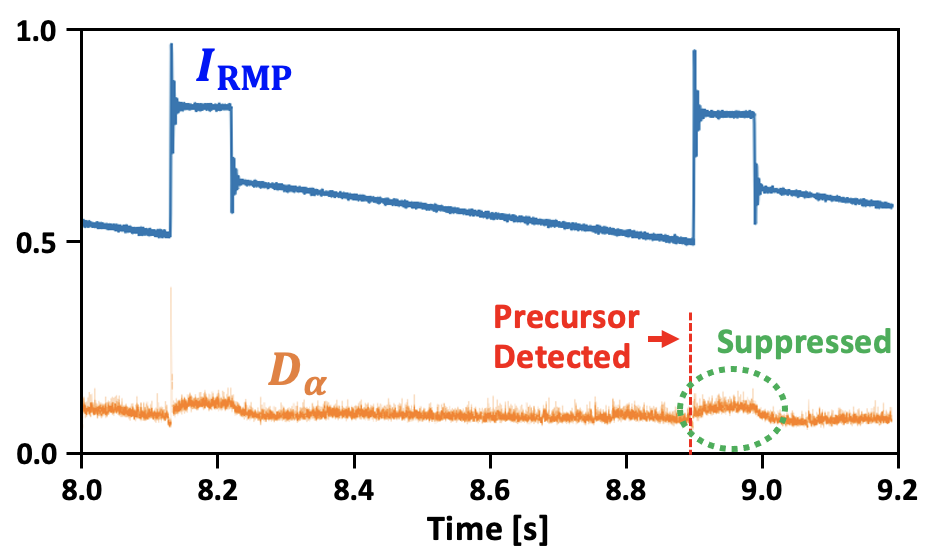 1.0
I_RMP
0.5
Precursor
Detected
Suppressed
D_α
0.0
8.0 8.2 8.4 8.6 8.8 9.0 9.2
Time [s]